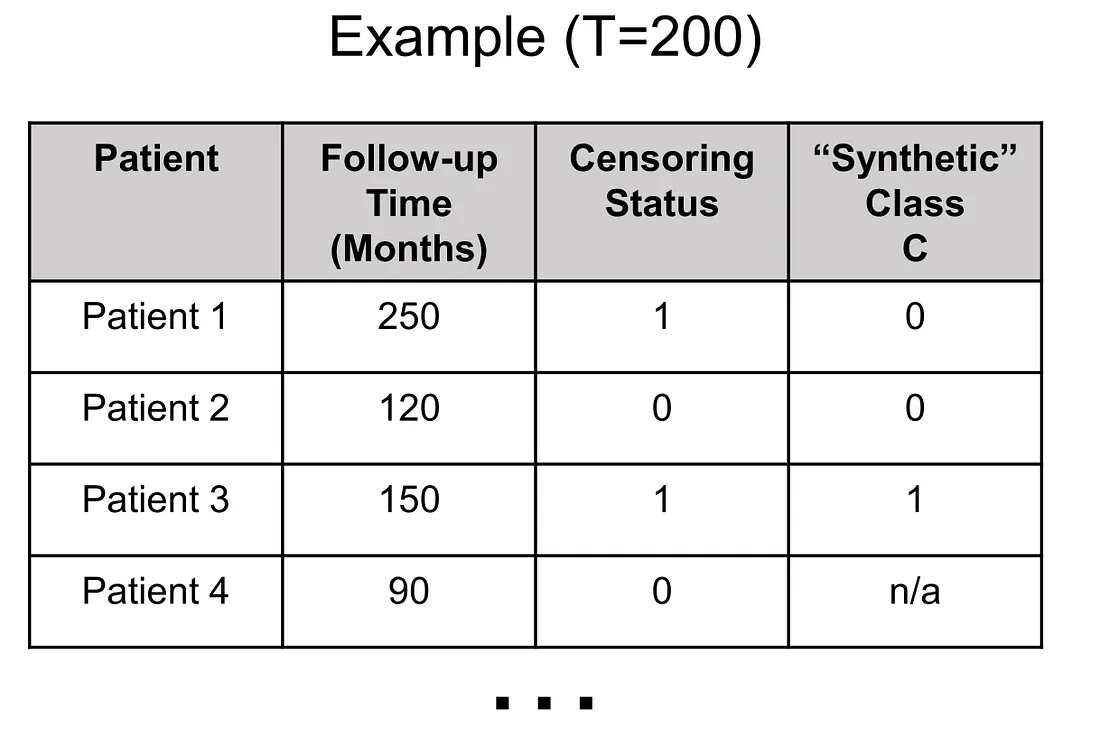 Example (T=200)
Patient
Follow-up
Time
(Months)
Censoring
Status
“Synthetic”
Class
C
Patient 1
250
1
0
Patient 2
120
0
0
Patient 3
150
1
1
Patient 4
90
0
n/a
...